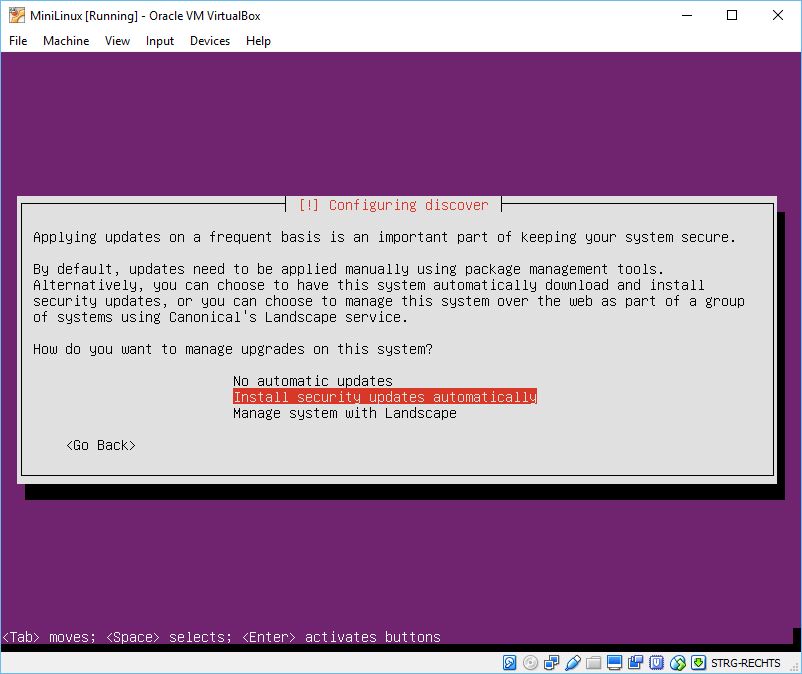 MiniLinux [Running] - Oracle VM VirtualBox
File Machine View Input Devices Help
[!] Configuring discover
Applying updates on a frequent basis is an important part of keeping your system secure.
By default, updates need to be applied manually using package management tools.
Alternatively, you can choose to have this system automatically download and install
security updates, or you can choose to manage this system over the web as part of a group
of systems using Canonical's Landscape service.
How do you want to manage upgrades on this system?
No automatic updates
Install security updates automatically
Manage system with Landscape
<Go Back>
<Tab> moves; <Space> selects; <Enter> activates buttons
STRG-RECHTS